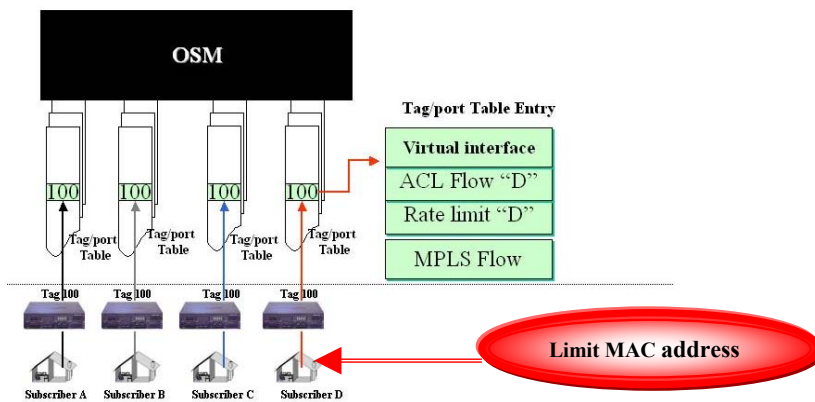 OSM
Tag/port Table Entry
Virtual interface
ACL Flow “D”
Rate limit “D”
MPLS Flow
100
100
100
100
Tag/port
Table
Tag/port
Table
Tag/port
Table
Tag/port
Table
Tag 100
Tag 100
Tag 100
Tag 100
Limit MAC address
Subscriber A
Subscriber B
Subscriber C
Subscriber D